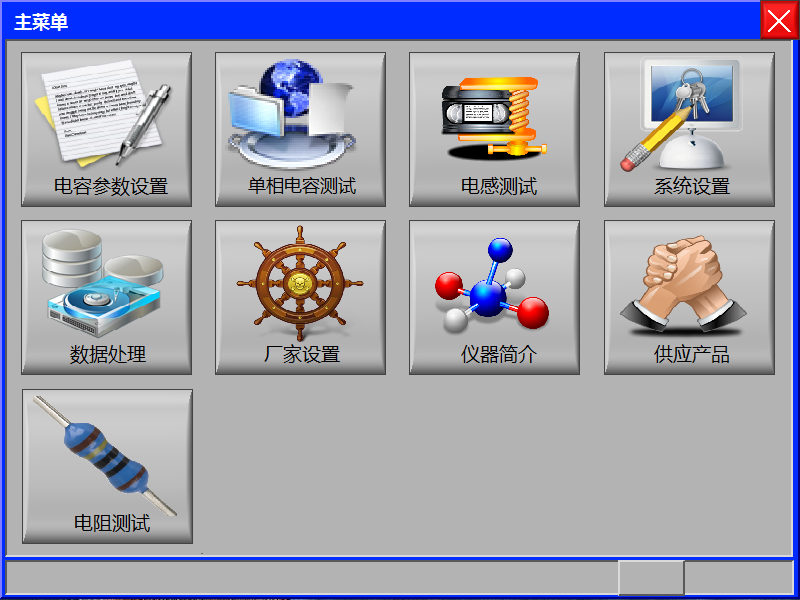 主菜单
电容参数设置
单相电容测试
电感测试
系统设置
数据处理
厂家设置
仪器简介
供应产品
电阻测试